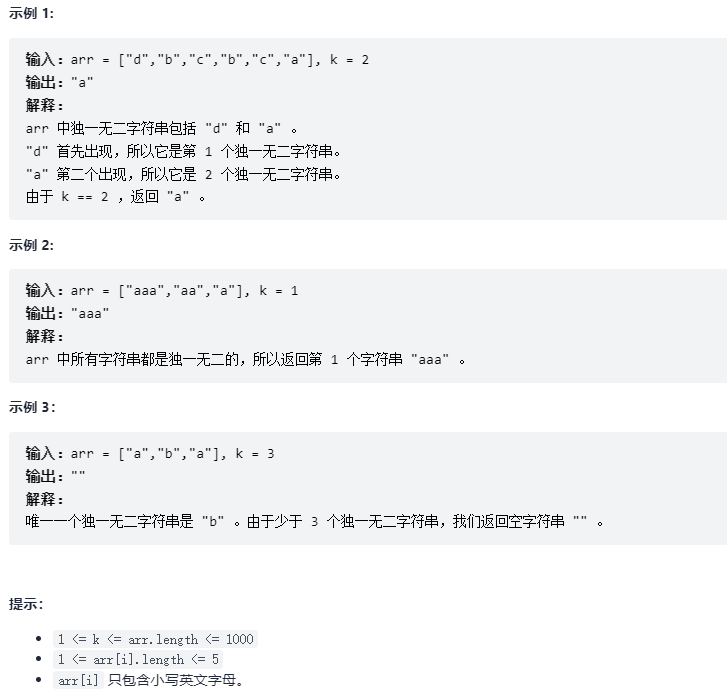 示例 1:
输入：arr = ["d","b","c","b","c","a"], k = 2
输出："a"
解释：
arr 中独一无二字符串包括 "d" 和 "a" 。
"d" 首先出现，所以它是第 1 个独一无二字符串。
"a" 第二个出现，所以它是 2 个独一无二字符串。
由于 k == 2 ，返回 "a" 。
示例 2:
输入：arr = ["aaa","aa","a"], k = 1
输出："aaa"
解释：
arr 中所有字符串都是独一无二的，所以返回第 1 个字符串 "aaa" 。
示例 3：
输入：arr = ["a","b","a"], k = 3
输出：""
解释：
唯一一个独一无二字符串是 "b" 。由于少于 3 个独一无二字符串，我们返回空字符串 "" 。
提示：
• 1 <= k <= arr.length <= 1000
• 1 <= arr[i].length <= 5
• arr[i] 只包含小写英文字母。